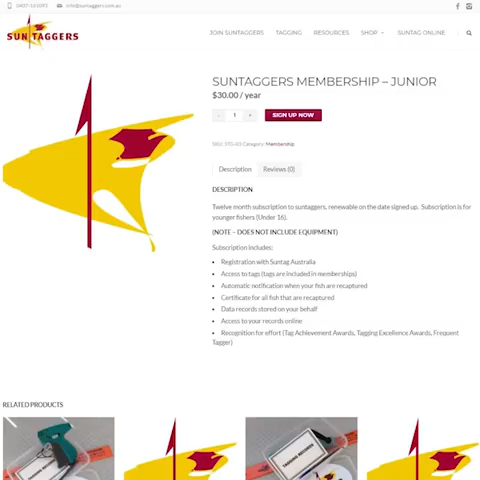 info@suntaggers.com.au
SUN TAGGERS
JOIN SUNTAGGERS TAGGING RESOURCES SHOP SUNTAG ONLINE
SUNTAGGERS MEMBERSHIP – JUNIOR
$30.00 / year
- 1 +
SIGN UP NOW
Category: Membership
Description Reviews (0)
DESCRIPTION
Twelve month subscription to suntaggers, renewable on the date signed up. Subscription is for
younger fishers (Under 16).
(NOTE – DOES NOT INCLUDE EQUIPMENT)
Subscription includes:
• Registration with Suntag Australia
• Access to tags (tags are included in memberships)
• Automatic notification when your fish are recaptured
• Certificate for all fish that are recaptured
• Data records stored on your behalf
• Access to your records online
• Recognition for effort (Tag Achievement Awards, Tagging Excellence Awards, Frequent
Tagger)
RELATED PRODUCTS
TAGGING RECORDS
TAGGING RECORDS